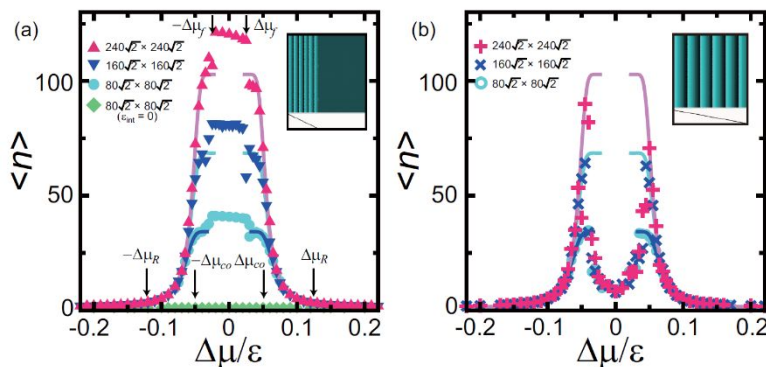 (a)
<n>
100
50
0
-Δμf
Δμf
240√2 × 240√2
160√2 × 160√2
80√2 × 80√2
80√2 × 80√2
(εint = 0)
-ΔμR
-Δμco
Δμco
ΔμR
-0.2 -0.1 0 0.1 0.2
Δμ/ε
(b)
<n>
100
50
0
240√2 × 240√2
160√2 × 160√2
80√2 × 80√2
-0.2 -0.1 0 0.1 0.2
Δμ/ε